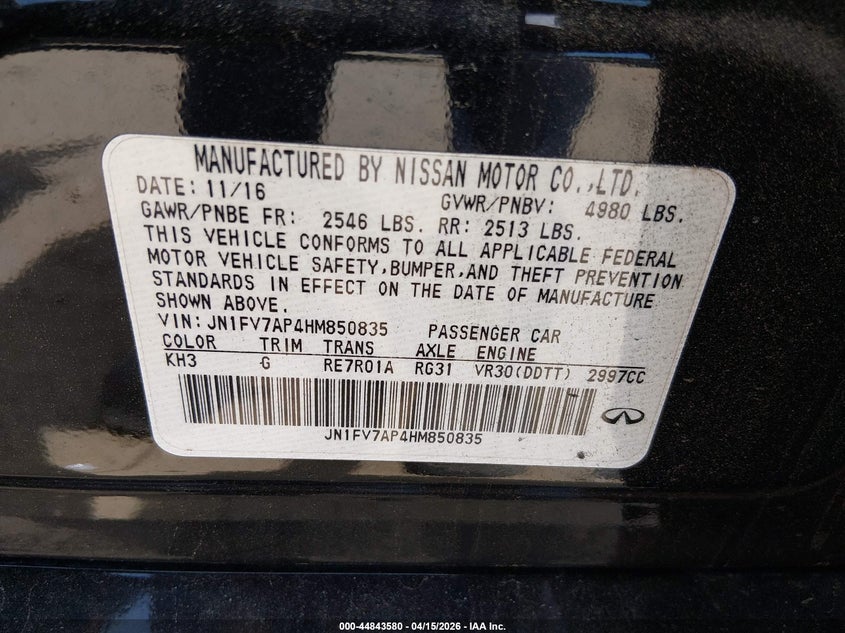 MANUFACTURED BY NISSAN MOTOR CO.,LTD.
DATE: 11/16 GVWR/PNBV: 4980 LBS.
GAWR/PNBE FR: 2546 LBS. RR: 2513 LBS.
THIS VEHICLE CONFORMS TO ALL APPLICABLE FEDERAL
MOTOR VEHICLE SAFETY,BUMPER,AND THEFT PREVENTION
STANDARDS IN EFFECT ON THE DATE OF MANUFACTURE
SHOWN ABOVE.
VIN: JN1FV7AP4HM850835 PASSENGER CAR
COLOR TRIM TRANS AXLE ENGINE
KH3 G RE7R01A RG31 VR30(DDTT) 2997CC
JN1FV7AP4HM850835
000-44843580 - 04/15/2026 - IAA Inc.